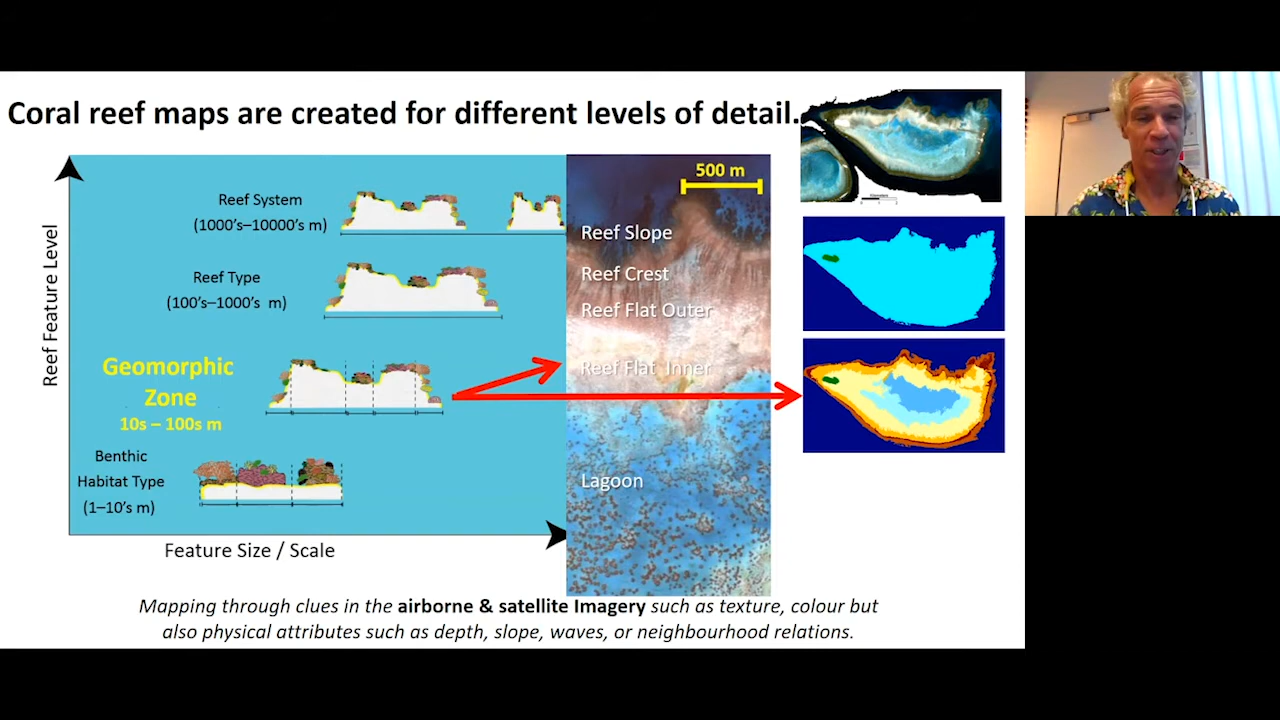 Coral reef maps are created for different levels of detail.
Reef Feature Level
Reef System
(1000's–10000's m)
Reef Type
(100's–1000's m)
Geomorphic
Zone
10s – 100s m
Benthic
Habitat Type
(1–10's m)
Feature Size / Scale
500 m
Reef Slope
Reef Crest
Reef Flat Outer
Reef Flat Inner
Lagoon
Mapping through clues in the airborne & satellite Imagery such as texture, colour but
also physical attributes such as depth, slope, waves, or neighbourhood relations.